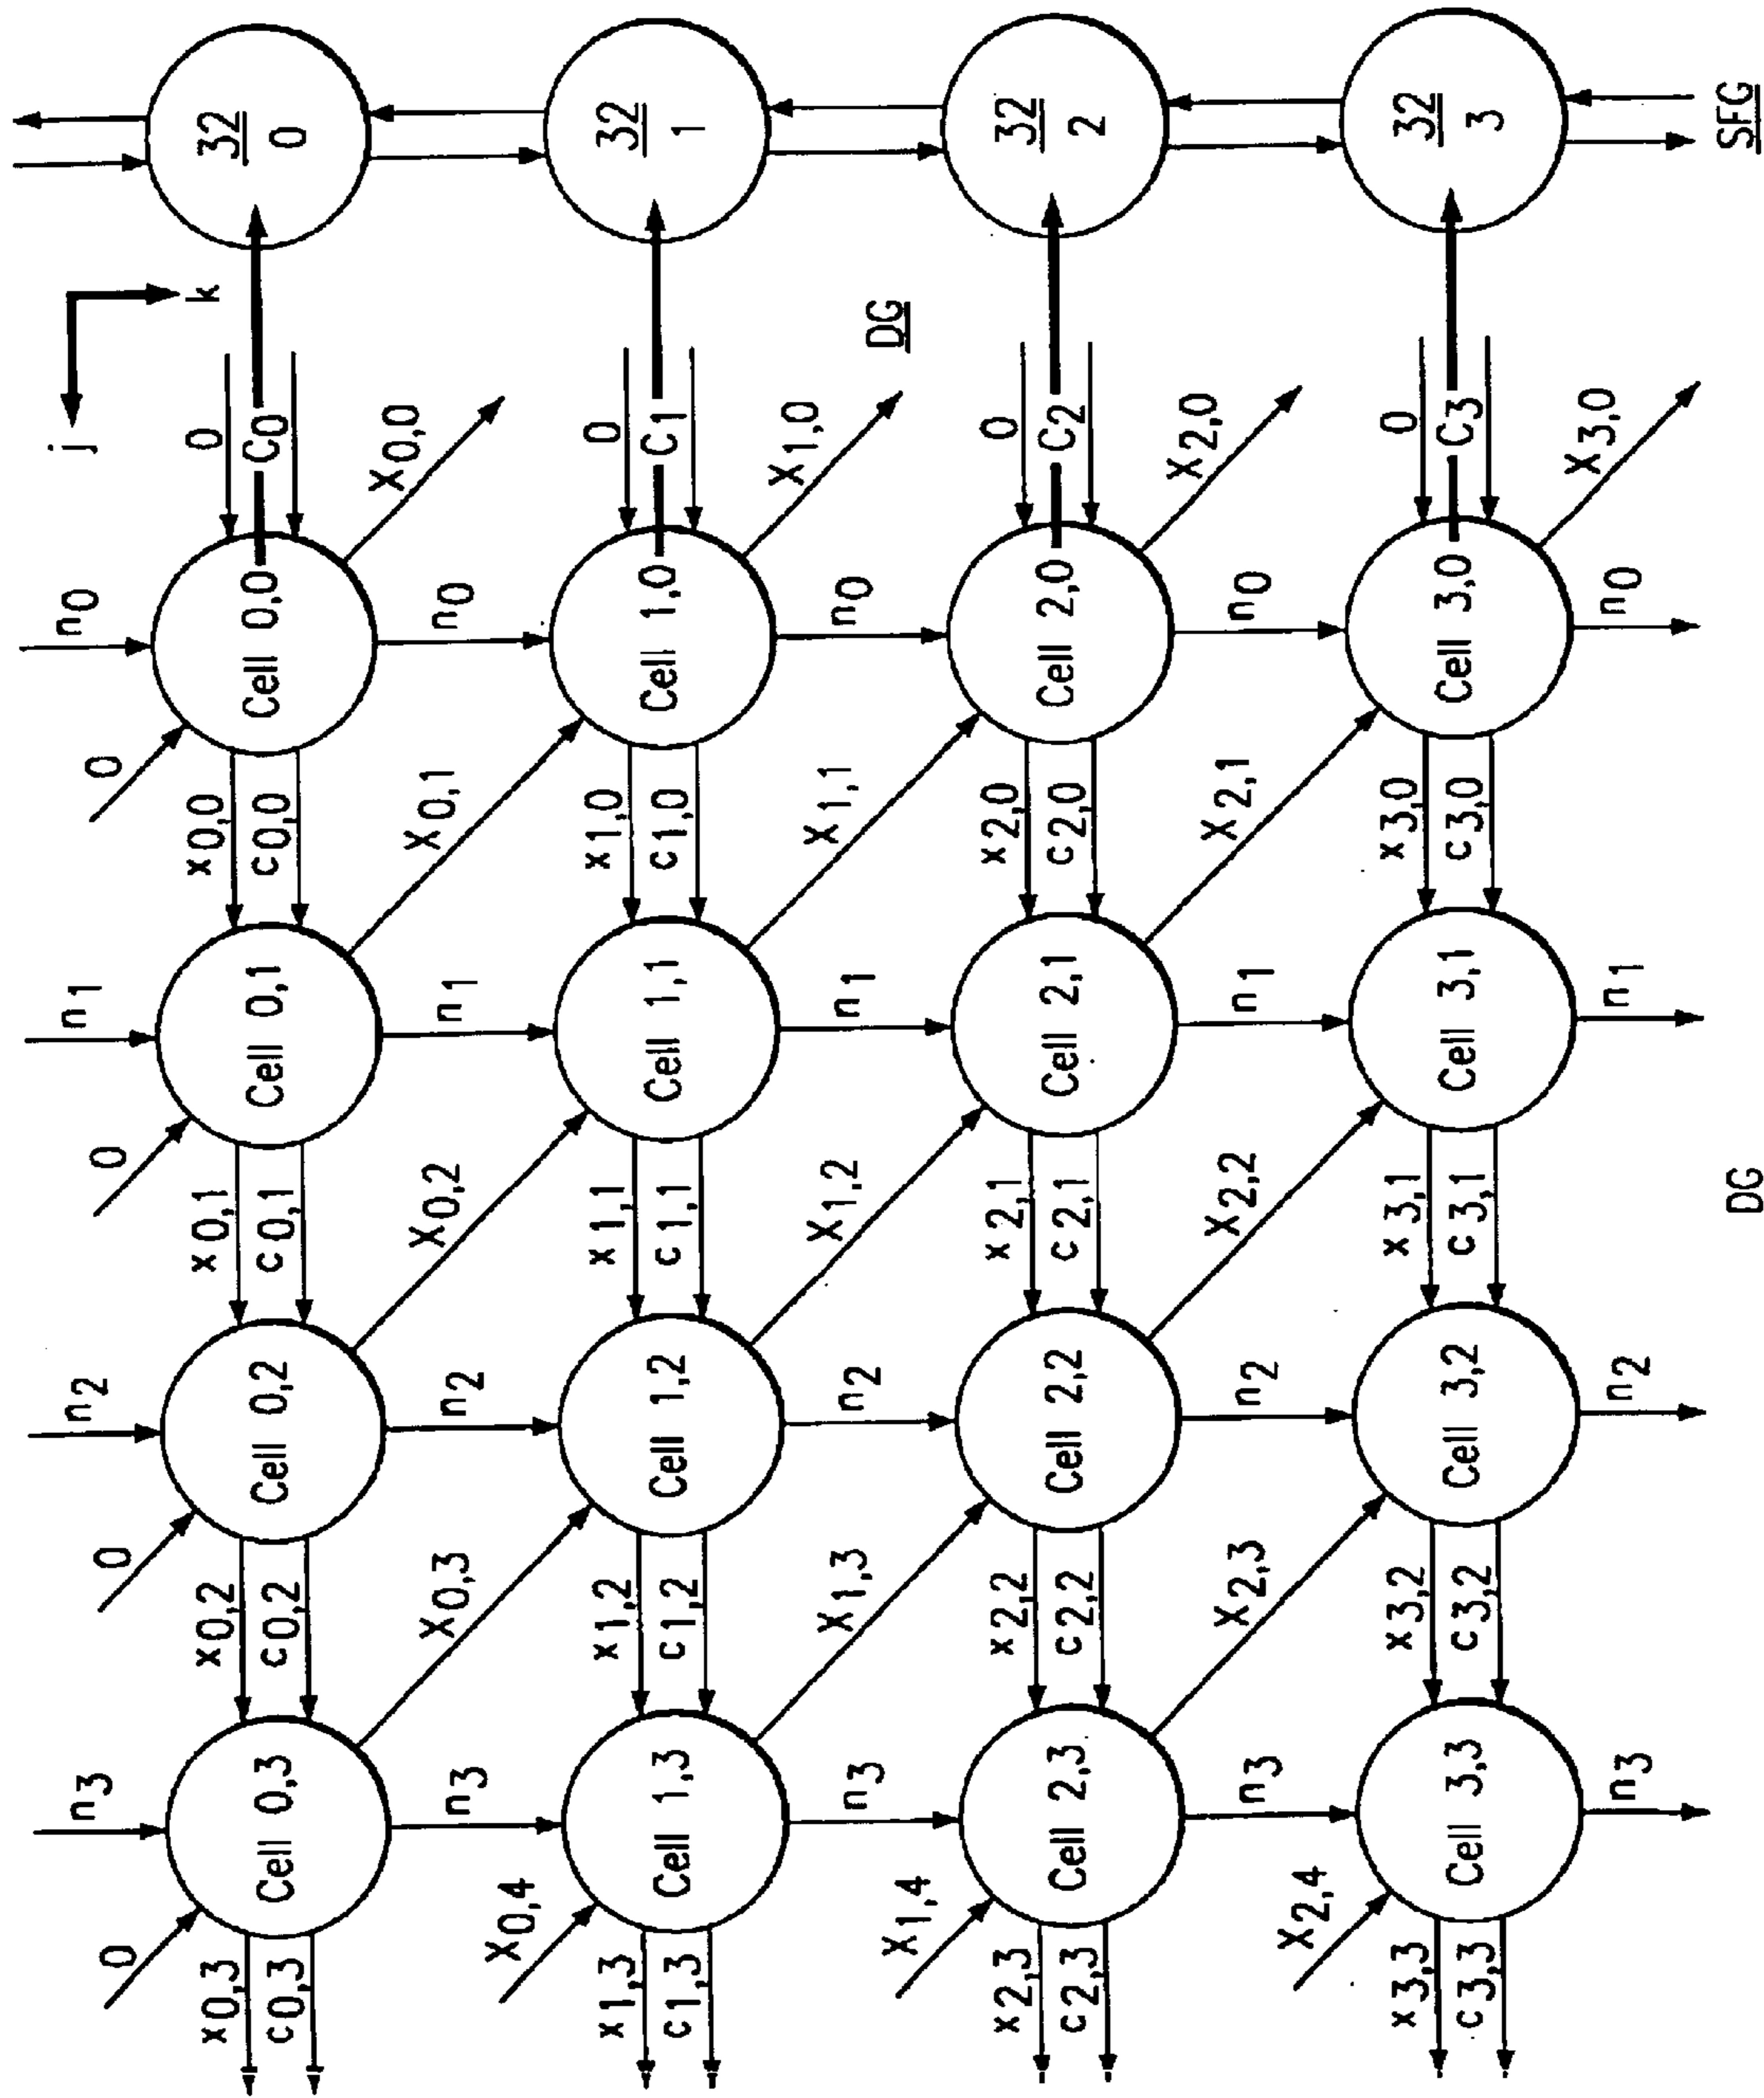 0 n3 0 n2 0 n1 0 n0 j
x0,3 x0,2 x0,1 x0,0 0 k 32
c0,3 Cell 0,3 c0,2 Cell 0,2 c0,1 Cell 0,1 c0,0 Cell 0,0 C0 0
X0,4 n3 X0,3 n2 X0,2 n1 X0,1 n0 X0,0
x1,3 x1,2 x1,1 x1,0 0 32
c1,3 Cell 1,3 c1,2 Cell 1,2 c1,1 Cell 1,1 c1,0 Cell 1,0 C1 1
X1,4 n3 X1,3 n2 X1,2 n1 X1,1 n0 X1,0
DG
x2,3 x2,2 x2,1 x2,0 0 32
c2,3 Cell 2,3 c2,2 Cell 2,2 c2,1 Cell 2,1 c2,0 Cell 2,0 C2 2
X2,4 n3 X2,3 n2 X2,2 n1 X2,1 n0 X2,0
x3,3 x3,2 x3,1 x3,0 0 32
c3,3 Cell 3,3 c3,2 Cell 3,2 c3,1 Cell 3,1 c3,0 Cell 3,0 C3 3
n3 n2 n1 n0 X3,0
DG SFG